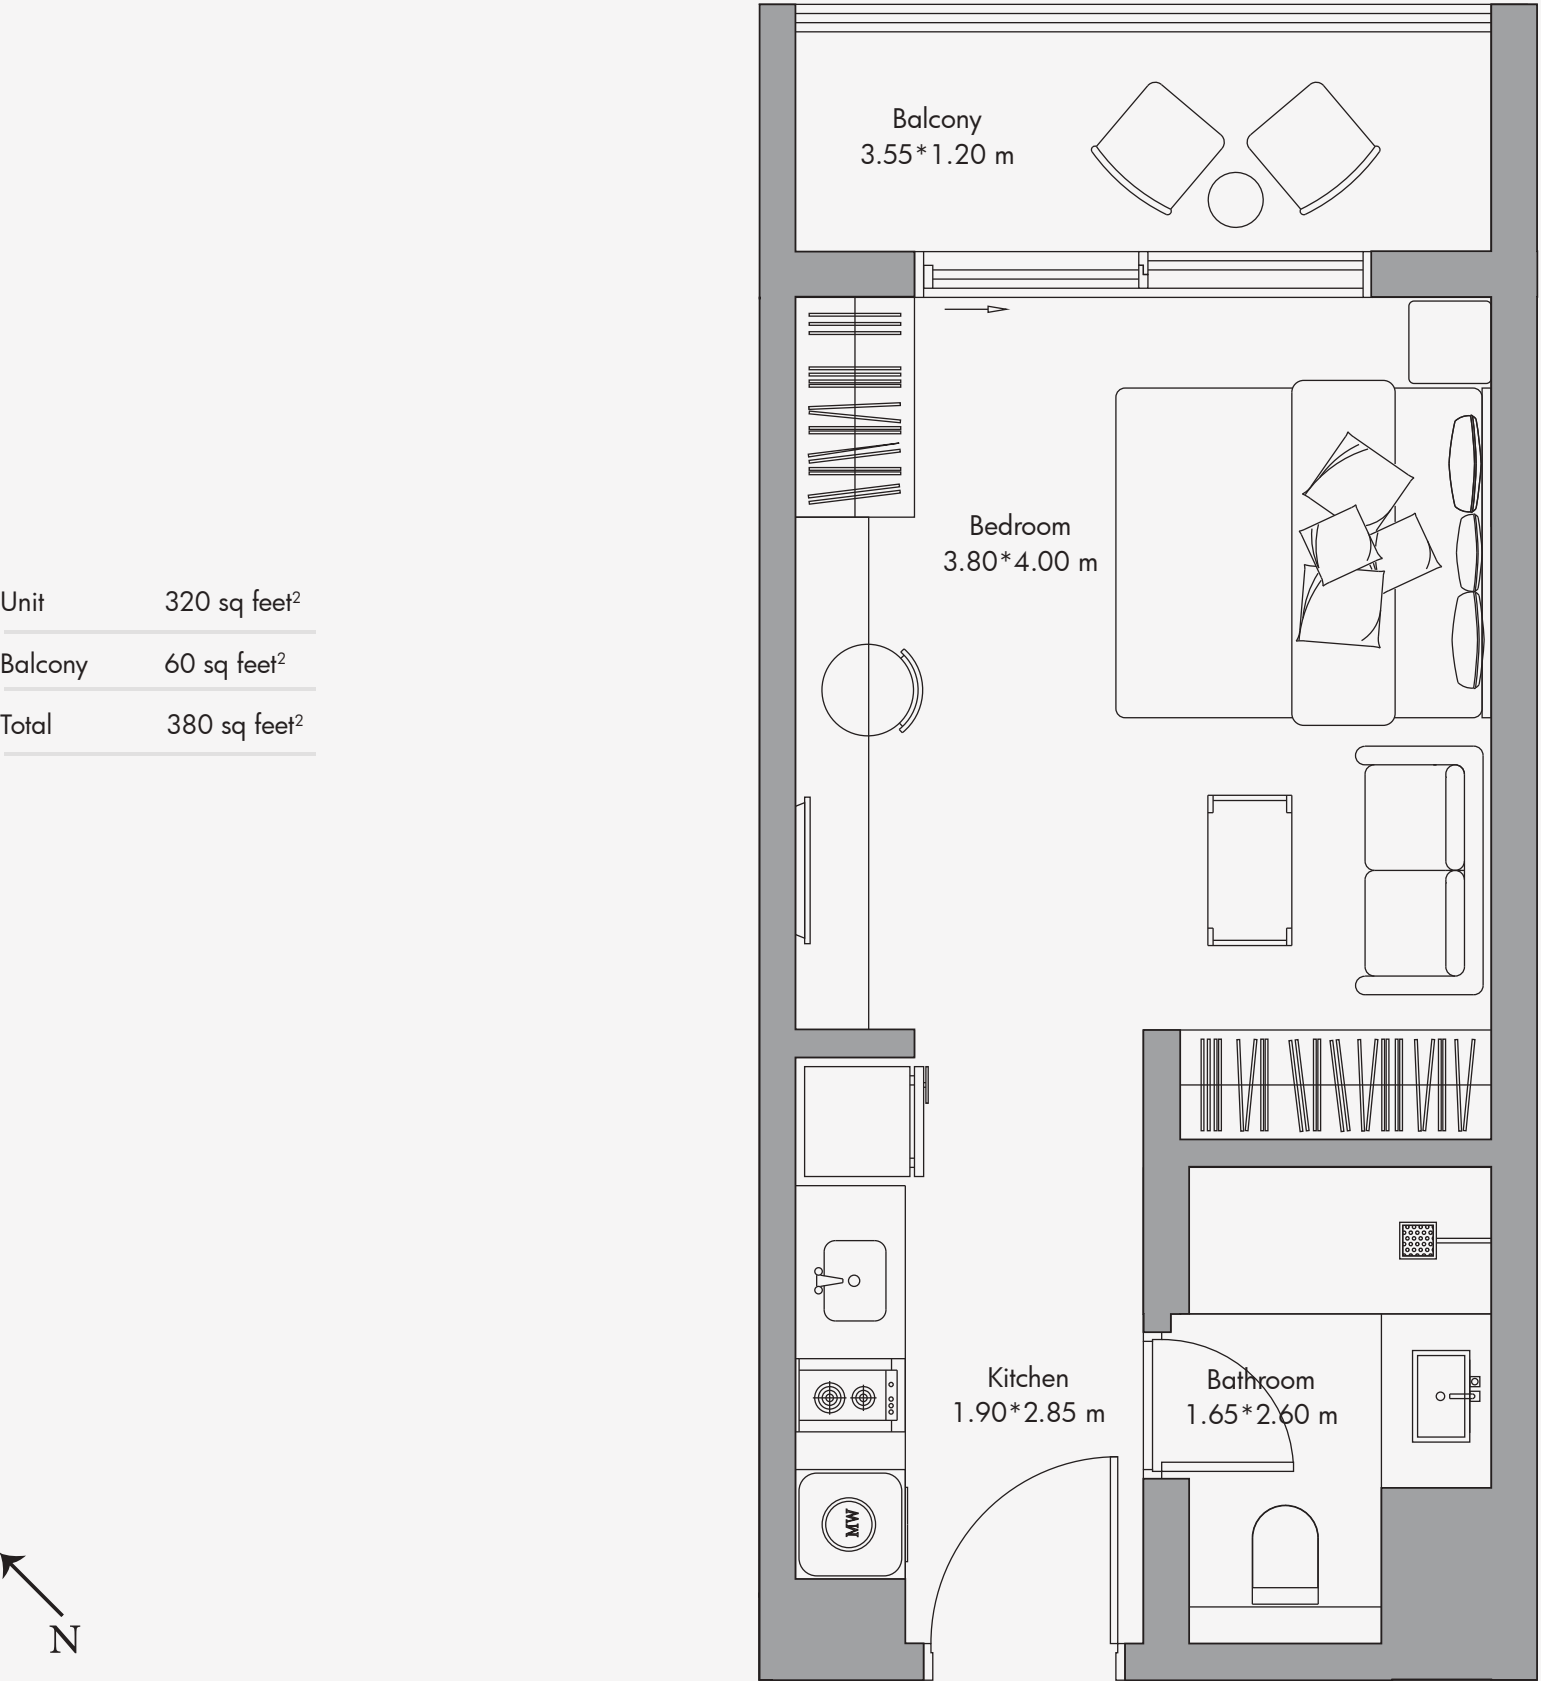 Balcony
3.55*1.20 m
Bedroom
3.80*4.00 m
Unit 320 sq feet²
Balcony 60 sq feet²
Total 380 sq feet²
Kitchen
1.90*2.85 m
Bathroom
1.65*2.60 m
MW
N